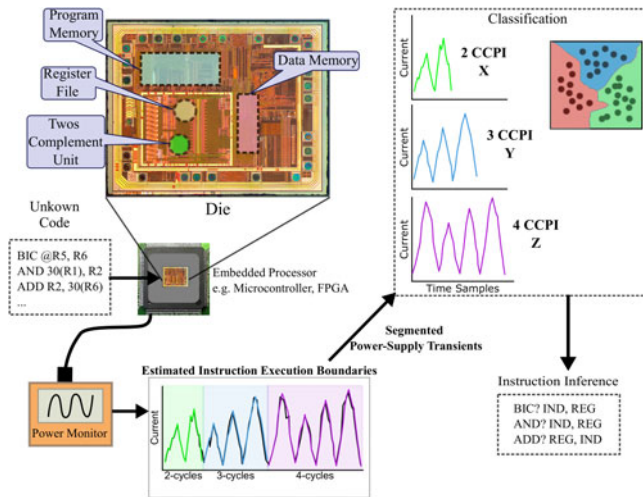 Program
Memory
Register
File
Twos
Complement
Unit
Data Memory
Die
Unkown
Code
BIC @R5, R6
AND 30(R1), R2
ADD R2, 30(R6)
...
Embedded Processor
e.g. Microcontroller, FPGA
Power Monitor
Estimated Instruction Execution Boundaries
Current
2-cycles
3-cycles
4-cycles
Segmented
Power-Supply Transients
Classification
Current
2 CCPI
X
Current
3 CCPI
Y
Current
4 CCPI
Z
Time Samples
Instruction Inference
BIC? IND, REG
AND? IND, REG
ADD? REG, IND